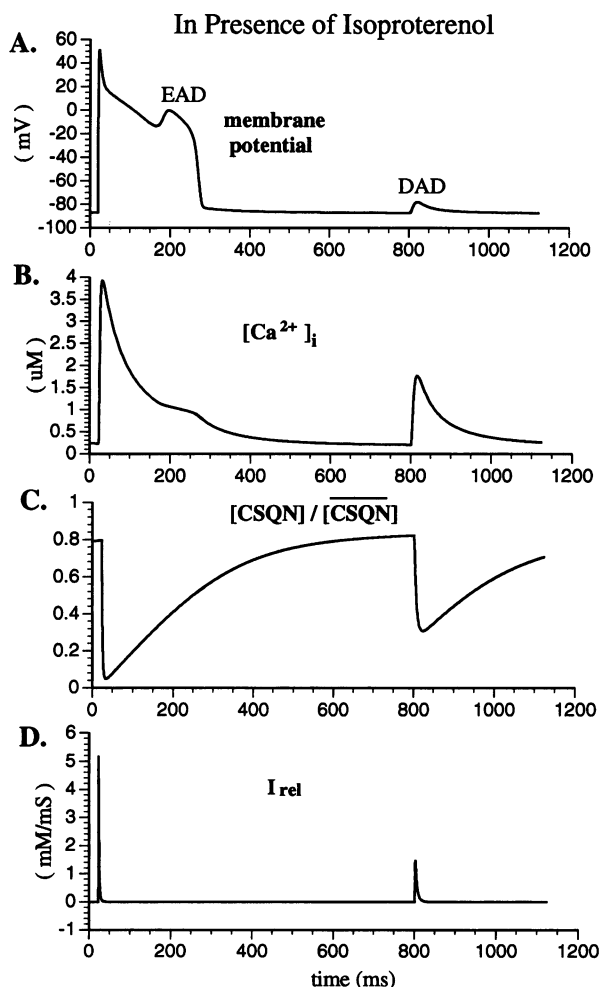 In Presence of Isoproterenol
A.
60
40
20
0
-20
-40
-60
-80
-100
( mV )
EAD
membrane
potential
DAD
0 200 400 600 800 1000 1200
B.
4
3.5
3
2.5
2
1.5
1
0.5
0
(uM)
[Ca 2+ ]i
0 200 400 600 800 1000 1200
C.
1
0.8
0.6
0.4
0.2
0
[CSQN] / [CSQN]
0 200 400 600 800 1000 1200
D.
6
5
4
3
2
1
0
-1
( mM/mS )
I rel
0 200 400 600 800 1000 1200
time (ms)